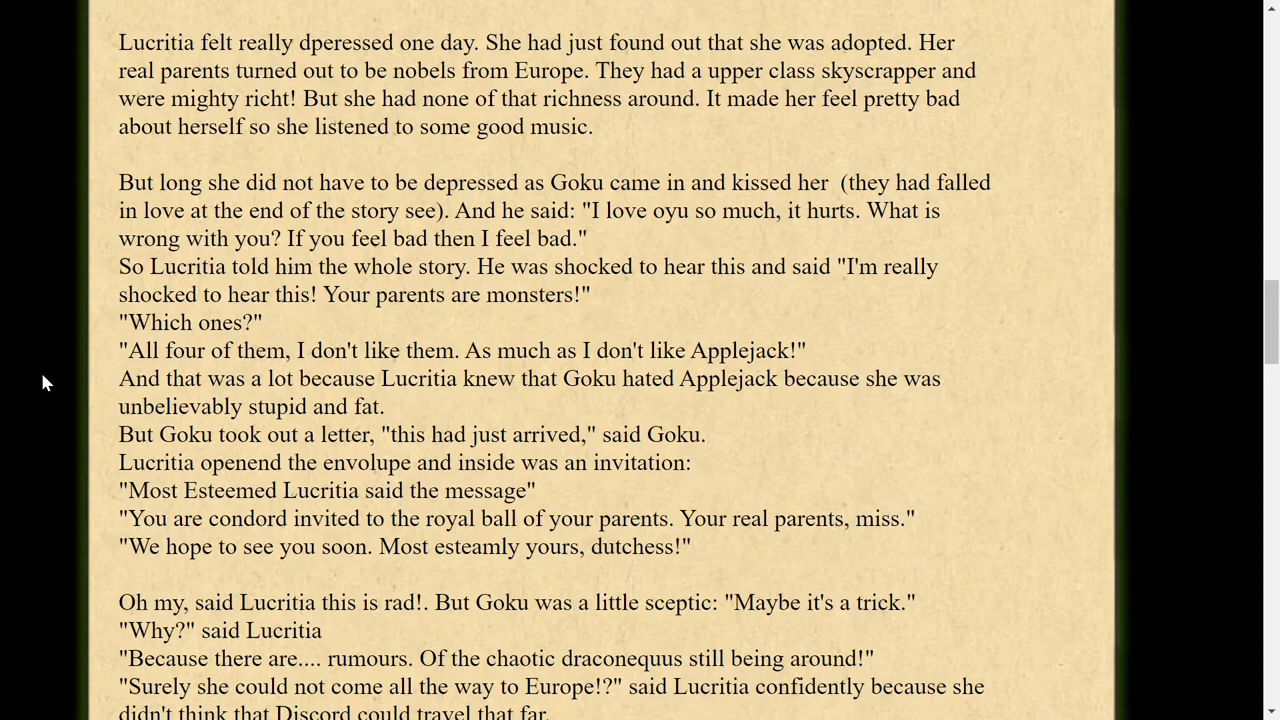 Lucritia felt really dperessed one day. She had just found out that she was adopted. Her
real parents turned out to be nobels from Europe. They had a upper class skyscrapper and
were mighty richt! But she had none of that richness around. It made her feel pretty bad
about herself so she listened to some good music.
But long she did not have to be depressed as Goku came in and kissed her  (they had falled
in love at the end of the story see). And he said: "I love oyu so much, it hurts. What is
wrong with you? If you feel bad then I feel bad."
So Lucritia told him the whole story. He was shocked to hear this and said "I'm really
shocked to hear this! Your parents are monsters!"
"Which ones?"
"All four of them, I don't like them. As much as I don't like Applejack!"
And that was a lot because Lucritia knew that Goku hated Applejack because she was
unbelievably stupid and fat.
But Goku took out a letter, "this had just arrived," said Goku.
Lucritia openend the envolupe and inside was an invitation:
"Most Esteemed Lucritia said the message"
"You are condord invited to the royal ball of your parents. Your real parents, miss."
"We hope to see you soon. Most esteamly yours, dutchess!"
Oh my, said Lucritia this is rad!. But Goku was a little sceptic: "Maybe it's a trick."
"Why?" said Lucritia
"Because there are.... rumours. Of the chaotic draconequus still being around!"
"Surely she could not come all the way to Europe!?" said Lucritia confidently because she
didn't think that Discord could travel that far.